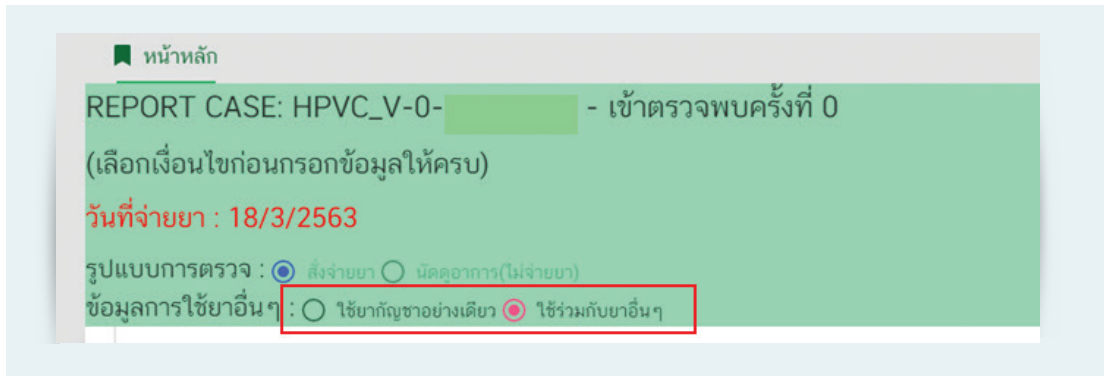 หน้าหลัก
REPORT CASE: HPVC_V-0- - เข้าตรวจพบครั้งที่ 0
(เลือกเงื่อนไขก่อนกรอกข้อมูลให้ครบ)
วันที่จ่ายยา : 18/3/2563
รูปแบบการตรวจ : สั่งจ่ายยา นัดดูอาการ(ไม่จ่ายยา)
ข้อมูลการใช้ยาอื่นๆ : ใช้ยากัญชาอย่างเดียว ใช้ร่วมกับยาอื่นๆ